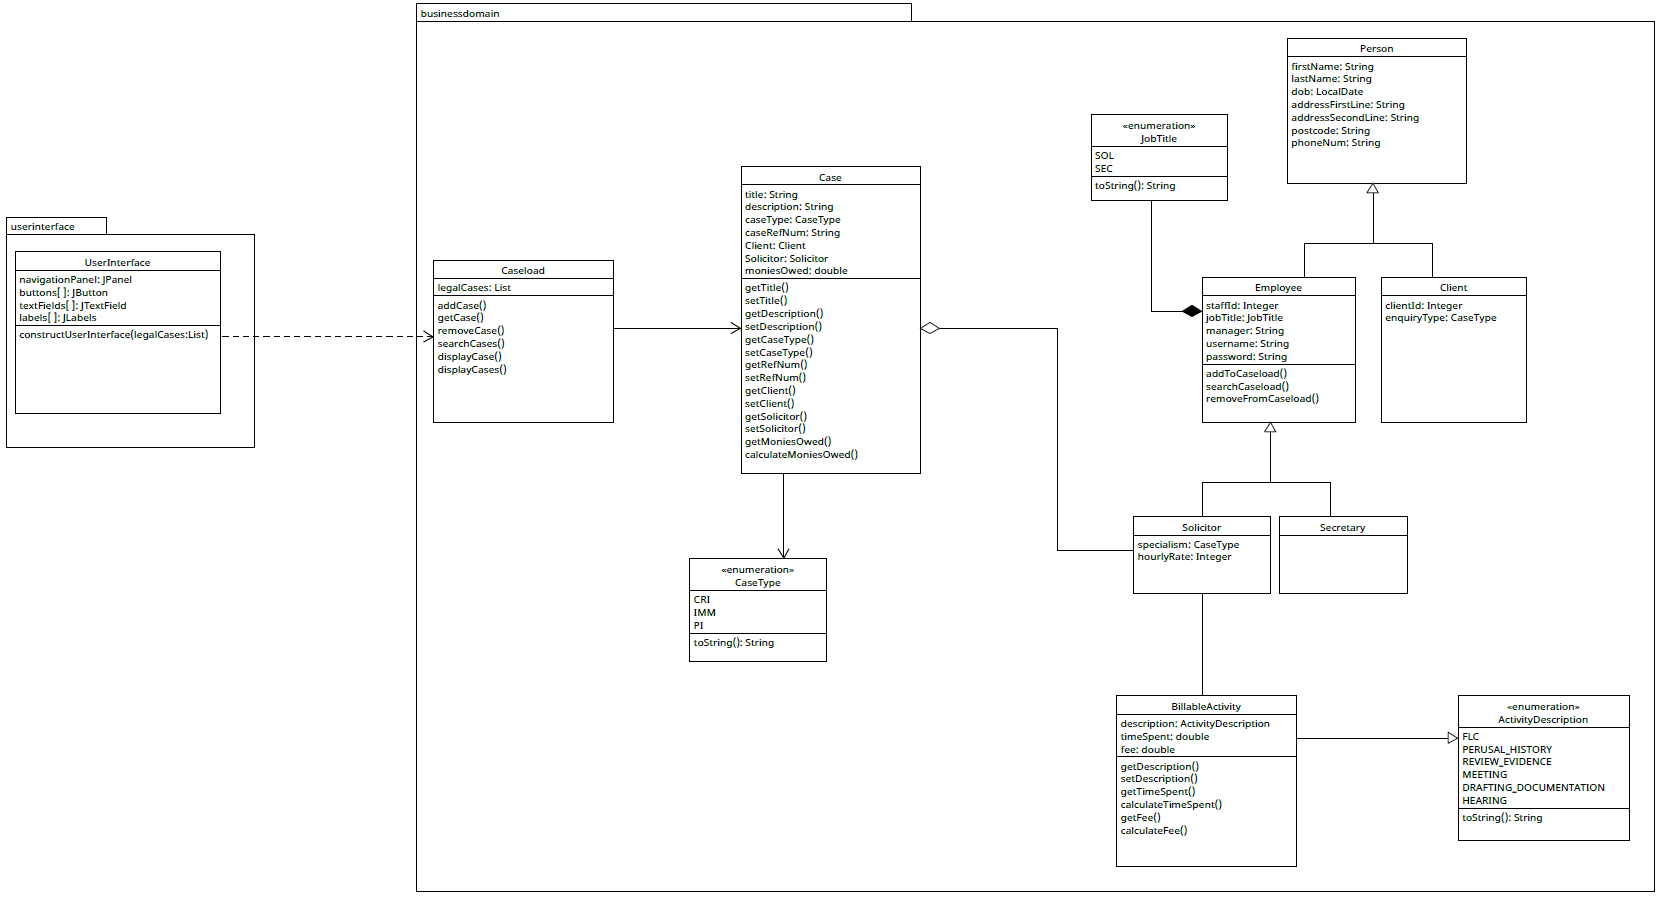 businessdomain
userinterface
UserInterface
navigationPanel: JPanel
buttons[ ]: JButton
textFields[ ]: JTextField
labels[ ]: JLabels
constructUserInterface(legalCases:List)
Caseload
legalCases: List
addCase()
getCase()
removeCase()
searchCases()
displayCase()
displayCases()
Case
title: String
description: String
caseType: CaseType
caseRefNum: String
Client: Client
Solicitor: Solicitor
moniesOwed: double
getTitle()
setTitle()
getDescription()
setDescription()
getCaseType()
setCaseType()
getRefNum()
setRefNum()
getClient()
setClient()
getSolicitor()
setSolicitor()
getMoniesOwed()
calculateMoniesOwed()
«enumeration»
CaseType
CRI
IMM
PI
toString(): String
«enumeration»
JobTitle
SOL
SEC
toString(): String
Person
firstName: String
lastName: String
dob: LocalDate
addressFirstLine: String
addressSecondLine: String
postcode: String
phoneNum: String
Employee
staffId: Integer
jobTitle: JobTitle
manager: String
username: String
password: String
addToCaseload()
searchCaseload()
removeFromCaseload()
Client
clientId: Integer
enquiryType: CaseType
Solicitor
specialism: CaseType
hourlyRate: Integer
Secretary
BillableActivity
description: ActivityDescription
timeSpent: double
fee: double
getDescription()
setDescription()
getTimeSpent()
calculateTimeSpent()
getFee()
calculateFee()
«enumeration»
ActivityDescription
FLC
PERUSAL_HISTORY
REVIEW_EVIDENCE
MEETING
DRAFTING_DOCUMENTATION
HEARING
toString(): String